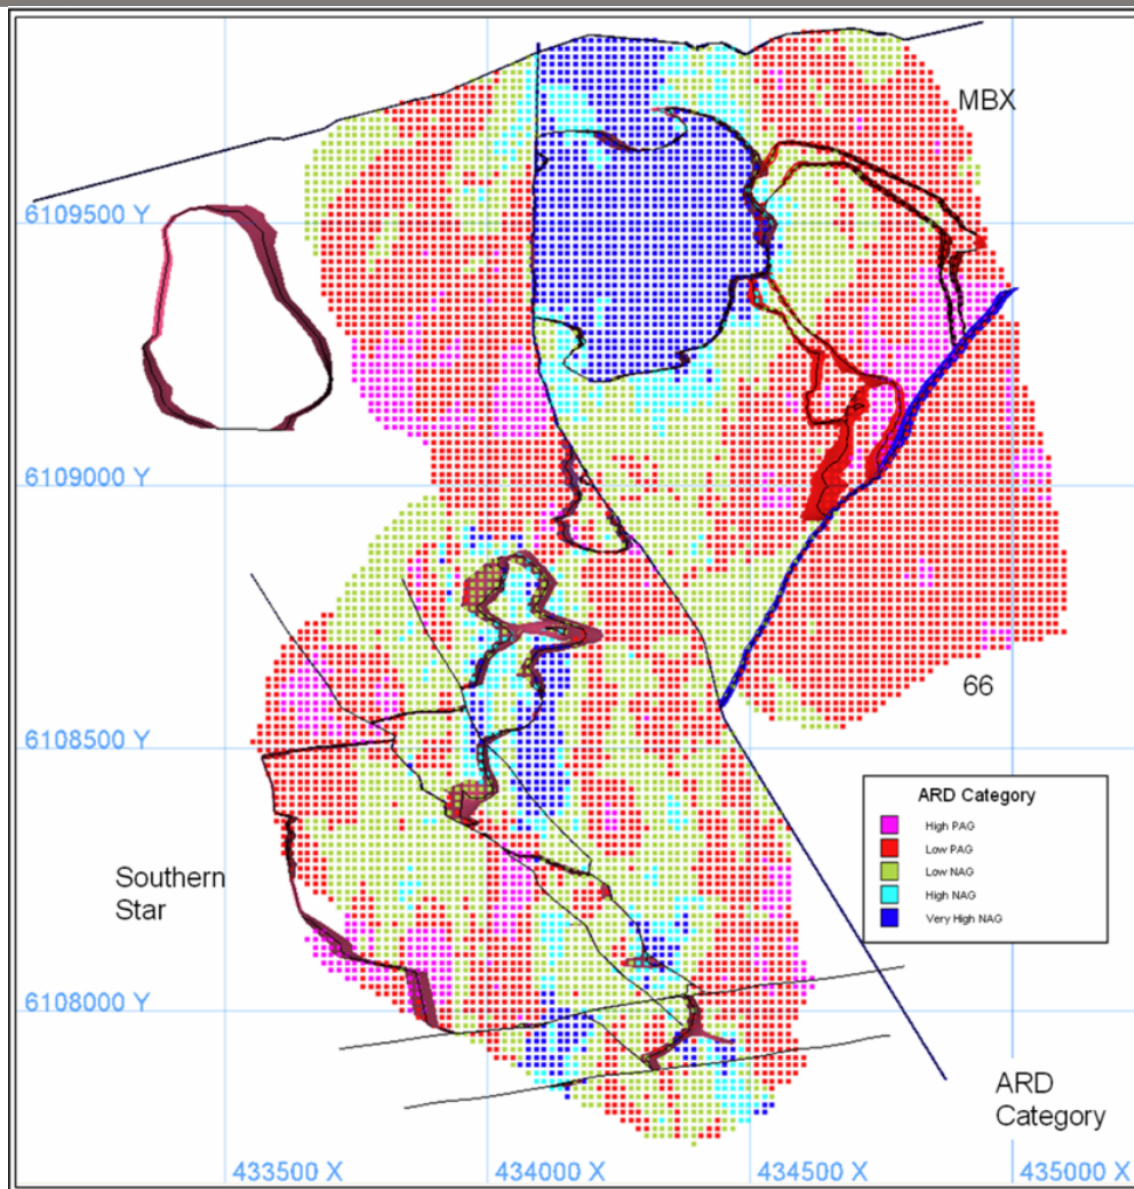 MBX
6109500 Y
6109000 Y
66
6108500 Y
ARD Category
High PAG
Low PAG
Low NAG
High NAG
Very High NAG
Southern
Star
6108000 Y
ARD
Category
433500 X
434000 X
434500 X
435000 X